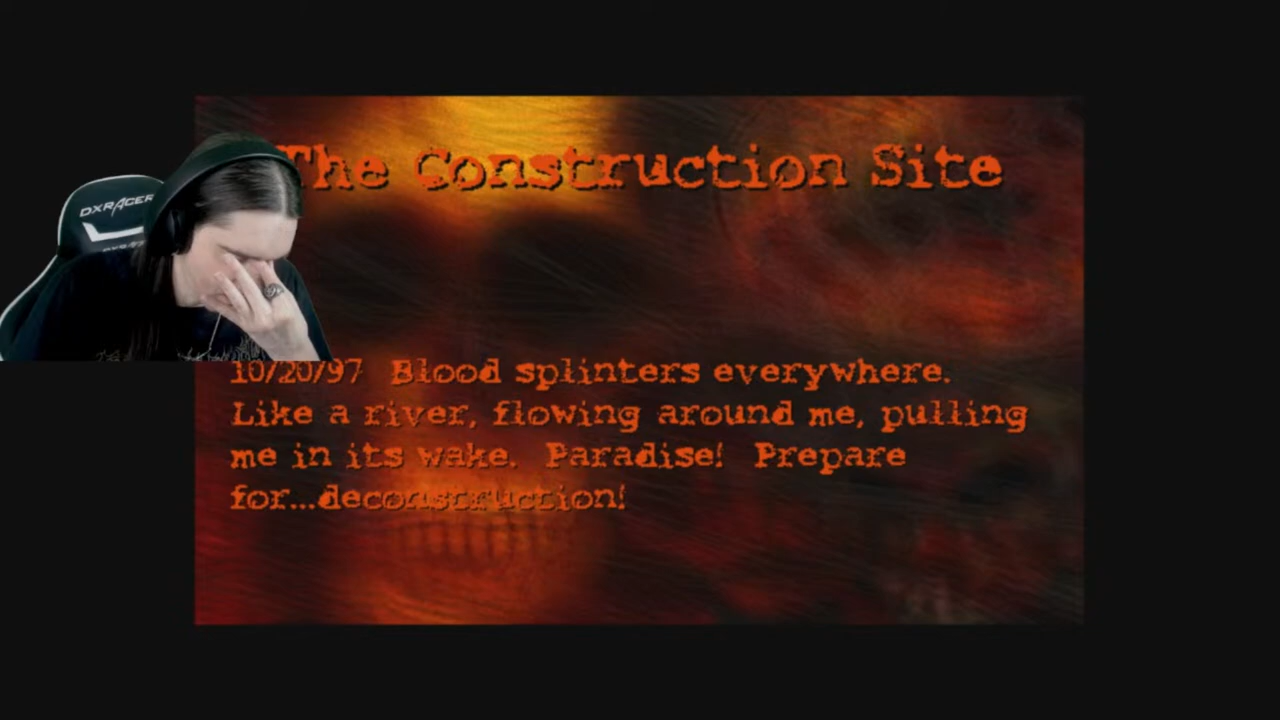 The Construction Site
DXRACER
10/20/97 Blood splinters everywhere.
Like a river, flowing around me, pulling
me in its wake. Paradise! Prepare
for...deconstruction!